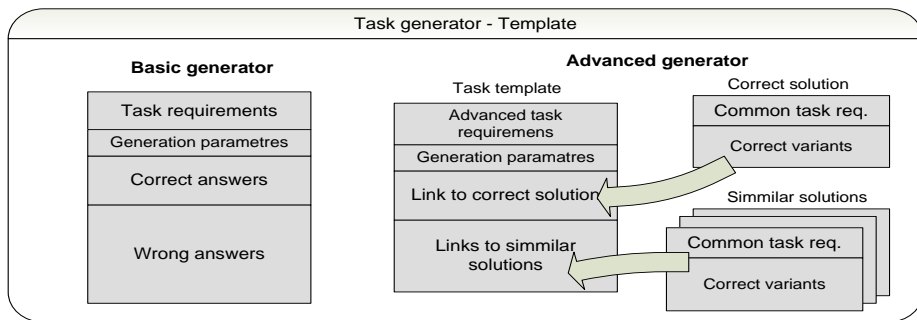 Task generator - Template
Basic generator
Task requirements
Generation parametres
Correct answers
Wrong answers
Advanced generator
Task template
Advanced task
requiremens
Generation paramatres
Link to correct solution
Links to simmilar
solutions
Correct solution
Common task req.
Correct variants
Simmilar solutions
Common task req.
Correct variants